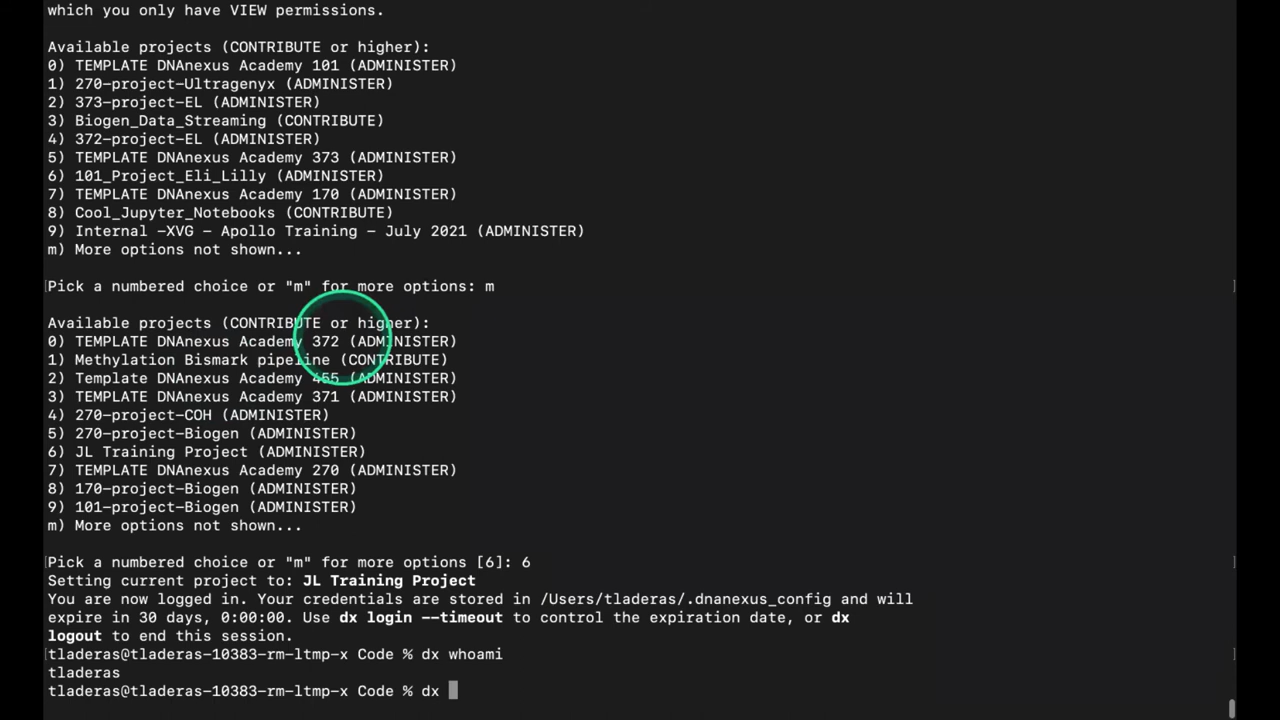 which you only have VIEW permissions.
Available projects (CONTRIBUTE or higher):
0) TEMPLATE DNAnexus Academy 101 (ADMINISTER)
1) 270-project-Ultragenyx (ADMINISTER)
2) 373-project-EL (ADMINISTER)
3) Biogen_Data_Streaming (CONTRIBUTE)
4) 372-project-EL (ADMINISTER)
5) TEMPLATE DNAnexus Academy 373 (ADMINISTER)
6) 101_Project_Eli_Lilly (ADMINISTER)
7) TEMPLATE DNAnexus Academy 170 (ADMINISTER)
8) Cool_Jupyter_Notebooks (CONTRIBUTE)
9) Internal -XVG - Apollo Training - July 2021 (ADMINISTER)
m) More options not shown...
Pick a numbered choice or "m" for more options: m
Available projects (CONTRIBUTE or higher):
0) TEMPLATE DNAnexus Academy 372 (ADMINISTER)
1) Methylation Bismark pipeline (CONTRIBUTE)
2) Template DNAnexus Academy 455 (ADMINISTER)
3) TEMPLATE DNAnexus Academy 371 (ADMINISTER)
4) 270-project-COH (ADMINISTER)
5) 270-project-Biogen (ADMINISTER)
6) JL Training Project (ADMINISTER)
7) TEMPLATE DNAnexus Academy 270 (ADMINISTER)
8) 170-project-Biogen (ADMINISTER)
9) 101-project-Biogen (ADMINISTER)
m) More options not shown...
Pick a numbered choice or "m" for more options [6]: 6
Setting current project to: JL Training Project
You are now logged in. Your credentials are stored in /Users/tladeras/.dnanexus_config and will
expire in 30 days, 0:00:00. Use dx login --timeout to control the expiration date, or dx
logout to end this session.
tladeras@tladeras-10383-rm-ltmp-x Code % dx whoami
tladeras
tladeras@tladeras-10383-rm-ltmp-x Code % dx